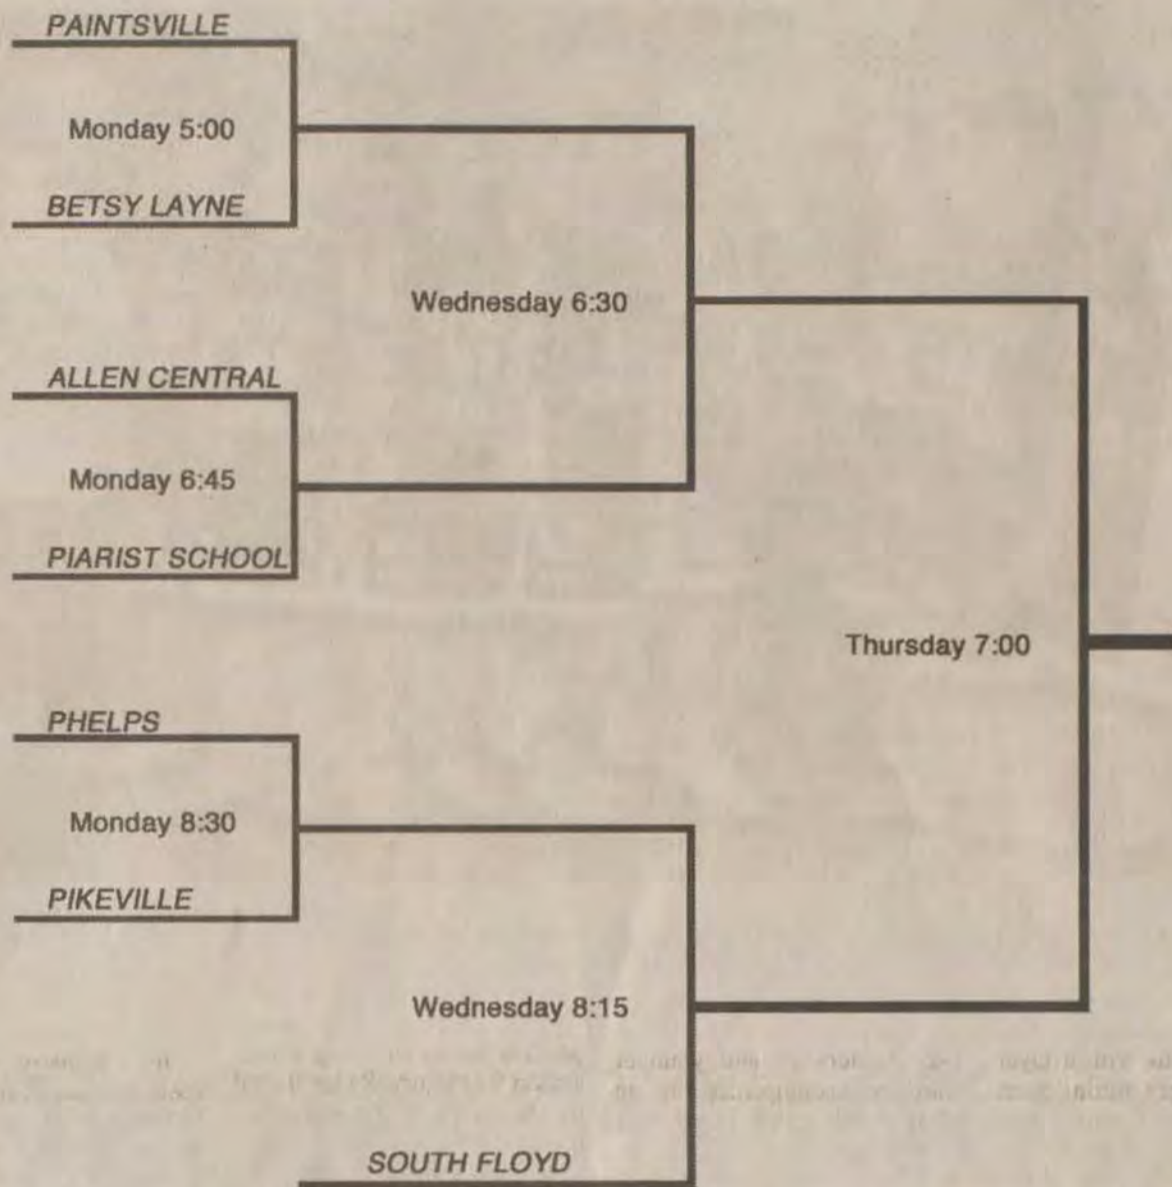 PAINTSVILLE
Monday 5:00
BETSY LAYNE
Wednesday 6:30
ALLEN CENTRAL
Monday 6:45
PIARIST SCHOOL
Thursday 7:00
PHELPS
Monday 8:30
PIKEVILLE
Wednesday 8:15
SOUTH FLOYD